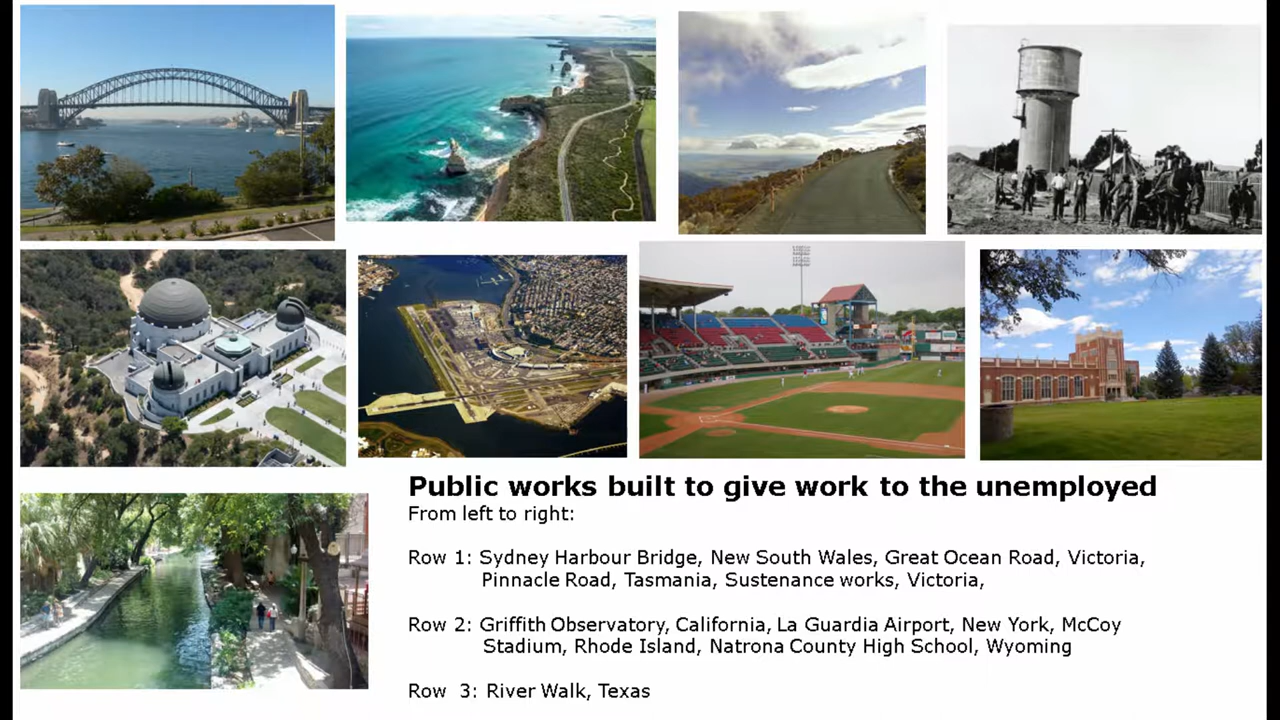 Public works built to give work to the unemployed
From left to right:
Row 1: Sydney Harbour Bridge, New South Wales, Great Ocean Road, Victoria,
Pinnacle Road, Tasmania, Sustenance works, Victoria,
Row 2: Griffith Observatory, California, La Guardia Airport, New York, McCoy
Stadium, Rhode Island, Natrona County High School, Wyoming
Row 3: River Walk, Texas